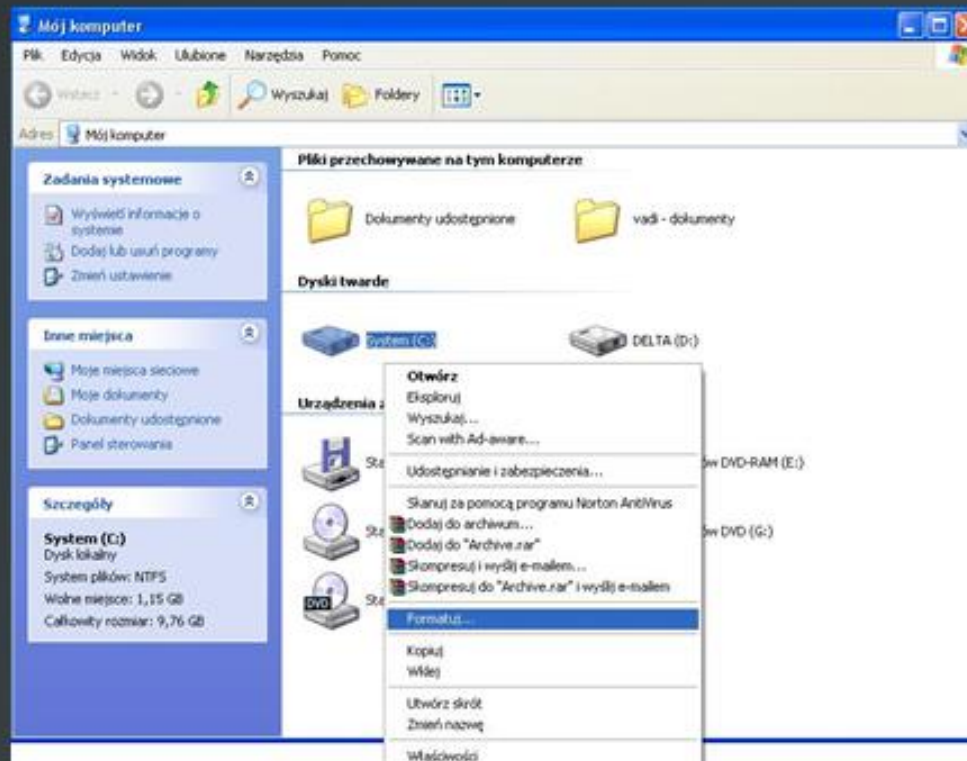 Mój komputer
Plik Edycja Widok Ulubione Narzędzia Pomoc
Wstecz Wyszukaj Foldery
Adres Mój komputer
Zadania systemowe
Wyświetl informacje o
systemie
Dodaj lub usuń programy
Zmień ustawienie
Inne miejsca
Moje miejsca sieciowe
Moje dokumenty
Dokumenty udostępnione
Panel sterowania
Szczegóły
System (C:)
Dysk lokalny
System plików: NTFS
Wolne miejsce: 1,15 GB
Całkowity rozmiar: 9,76 GB
Pliki przechowywane na tym komputerze
Dokumenty udostępnione vadi - dokumenty
Dyski twarde
System (C:) DELTA (D:)
Urządzenia z
Sta
ów DVD-RAM (E:)
Sta
ów DVD (G:)
DVD Sta
Otwórz
Eksploruj
Wyszukaj...
Scan with Ad-aware...
Udostępnianie i zabezpieczenia...
Skanuj za pomocą programu Norton AntiVirus
Dodaj do archiwum...
Dodaj do "Archive.rar"
Skompresuj i wyślij e-mailem...
Skompresuj do "Archive.rar" i wyślij e-mailem
Formatuj...
Kopiuj
Wklej
Utwórz skrót
Zmień nazwę
Właściwości